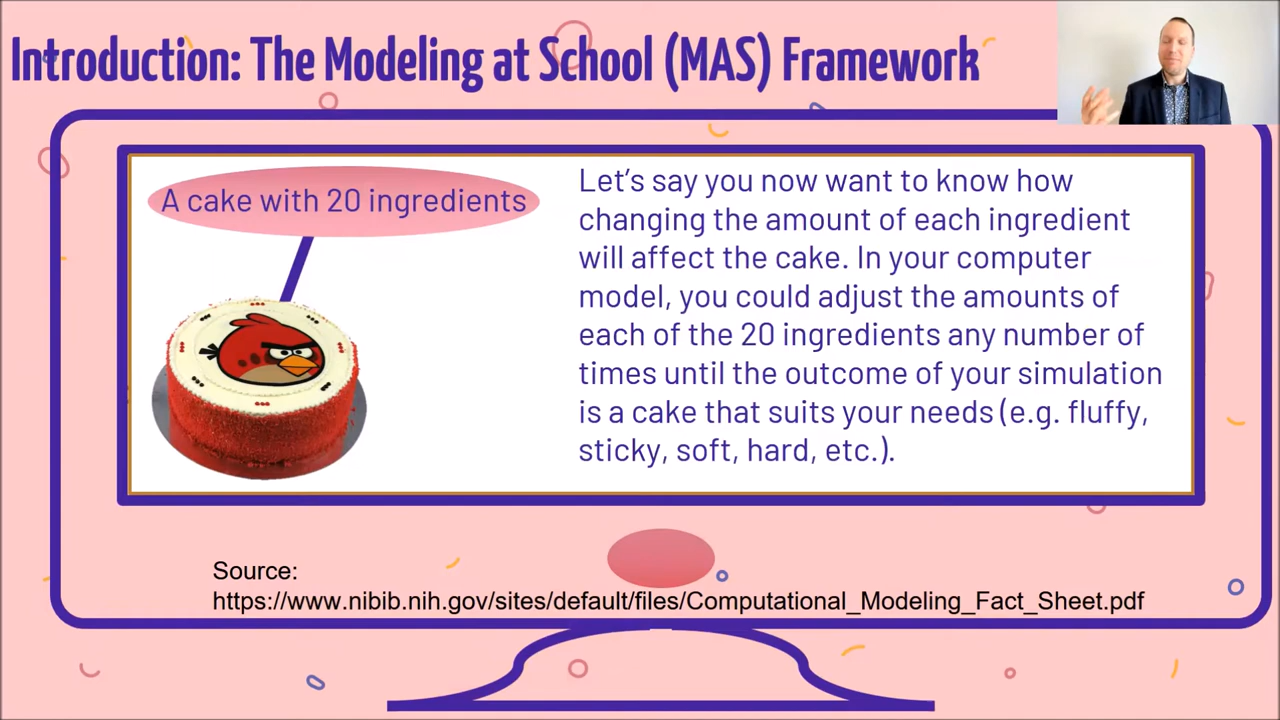 Introduction: The Modeling at School (MAS) Framework
A cake with 20 ingredients
Let's say you now want to know how
changing the amount of each ingredient
will affect the cake. In your computer
model, you could adjust the amounts of
each of the 20 ingredients any number of
times until the outcome of your simulation
is a cake that suits your needs (e.g. fluffy,
sticky, soft, hard, etc.).
Source:
https://www.nibib.nih.gov/sites/default/files/Computational_Modeling_Fact_Sheet.pdf